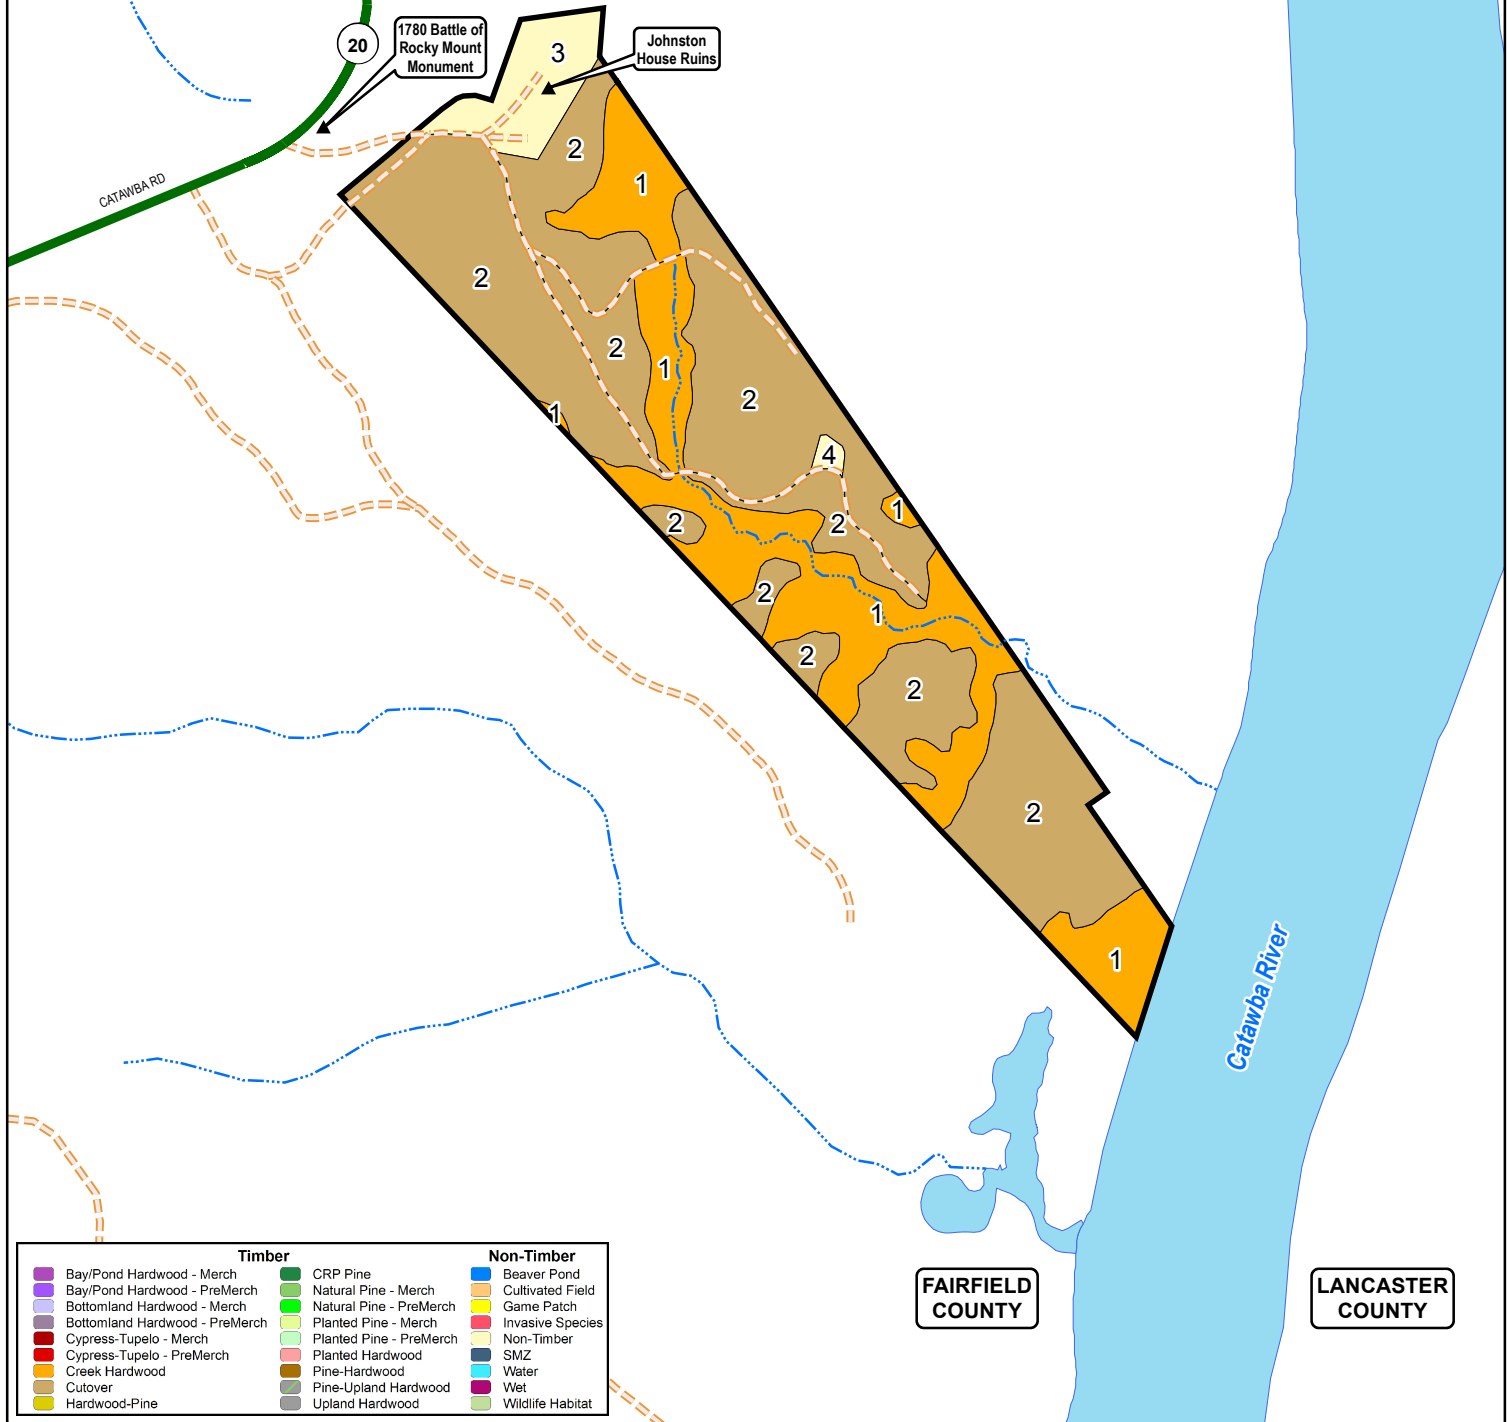 20
1780 Battle of
Rocky Mount
Monument
Johnston
House Ruins
CATAWBA RD
3
2
1
2
2
1
2
1
4
1
2
2
2
1
2
2
2
1
Catawba River
FAIRFIELD
COUNTY
LANCASTER
COUNTY
Timber
Bay/Pond Hardwood - Merch
Bay/Pond Hardwood - PreMerch
Bottomland Hardwood - Merch
Bottomland Hardwood - PreMerch
Cypress-Tupelo - Merch
Cypress-Tupelo - PreMerch
Creek Hardwood
Cutover
Hardwood-Pine
CRP Pine
Natural Pine - Merch
Natural Pine - PreMerch
Planted Pine - Merch
Planted Pine - PreMerch
Planted Hardwood
Pine-Hardwood
Pine-Upland Hardwood
Upland Hardwood
Non-Timber
Beaver Pond
Cultivated Field
Game Patch
Invasive Species
Non-Timber
SMZ
Water
Wet
Wildlife Habitat